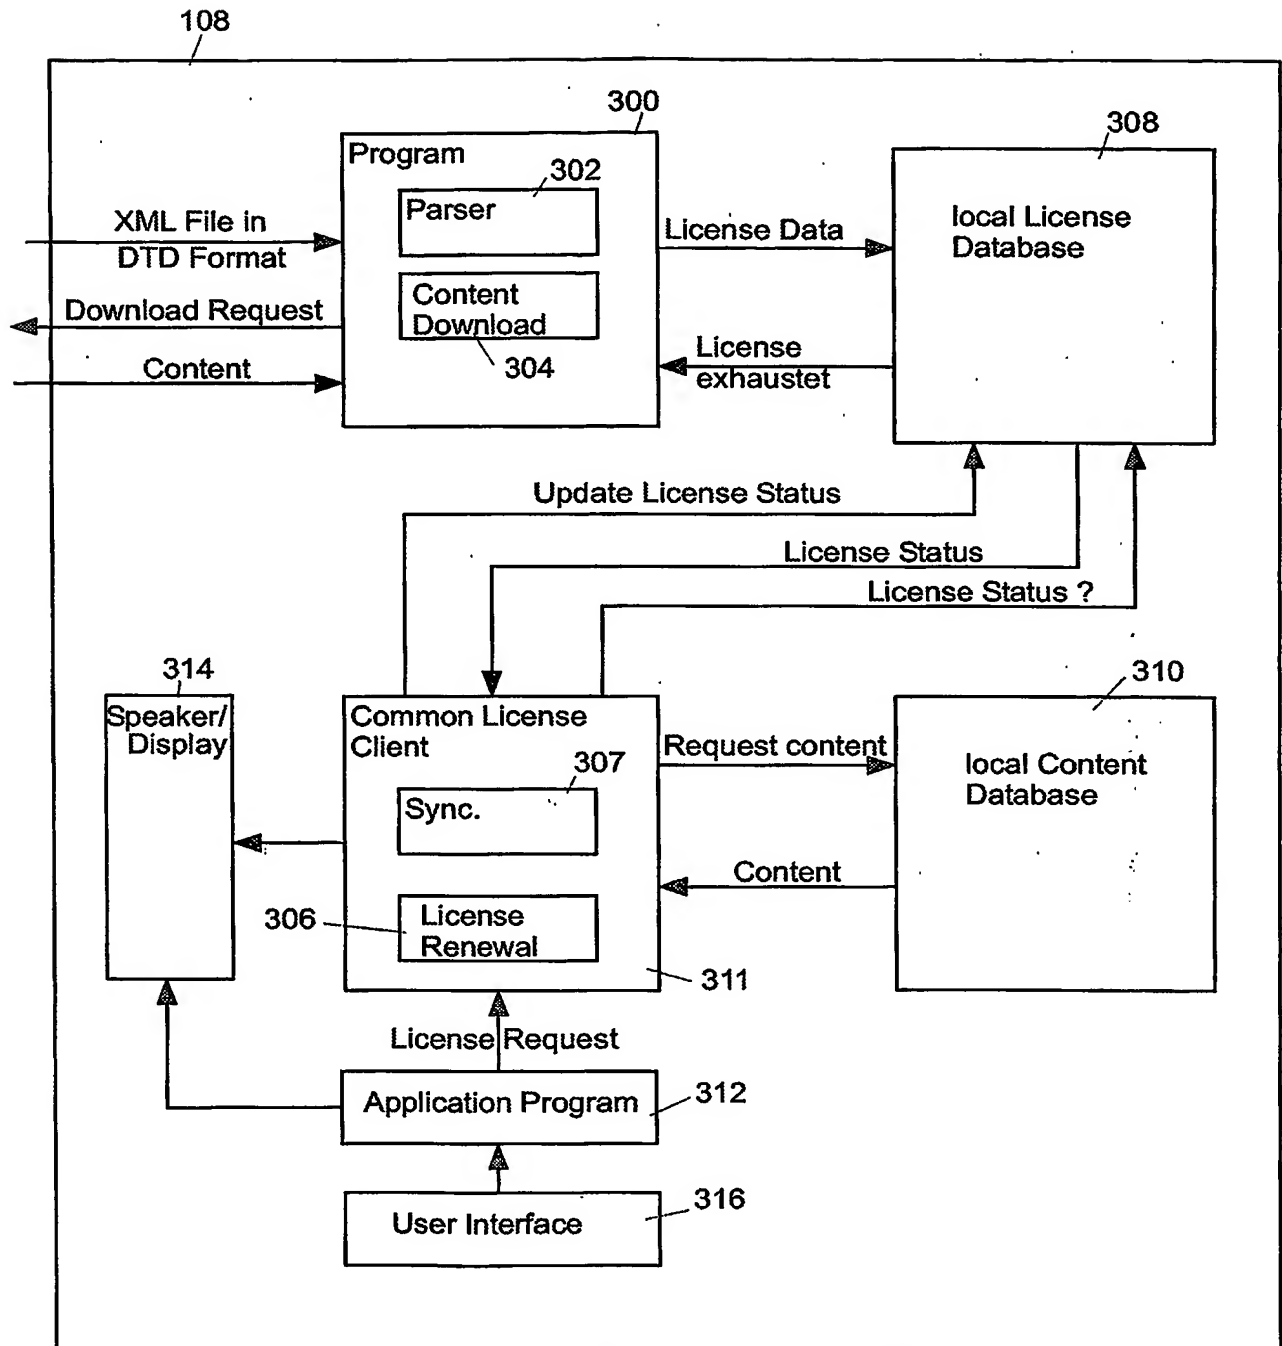 108
300
Program
302
Parser
Content
Download
304
XML File in
DTD Format
Download Request
Content
License Data
License
exhaustet
308
local License
Database
Update License Status
License Status
License Status ?
314
Speaker/
Display
Common License
Client
307
Sync.
306
License
Renewal
311
Request content
Content
310
local Content
Database
License Request
Application Program
312
User Interface
316